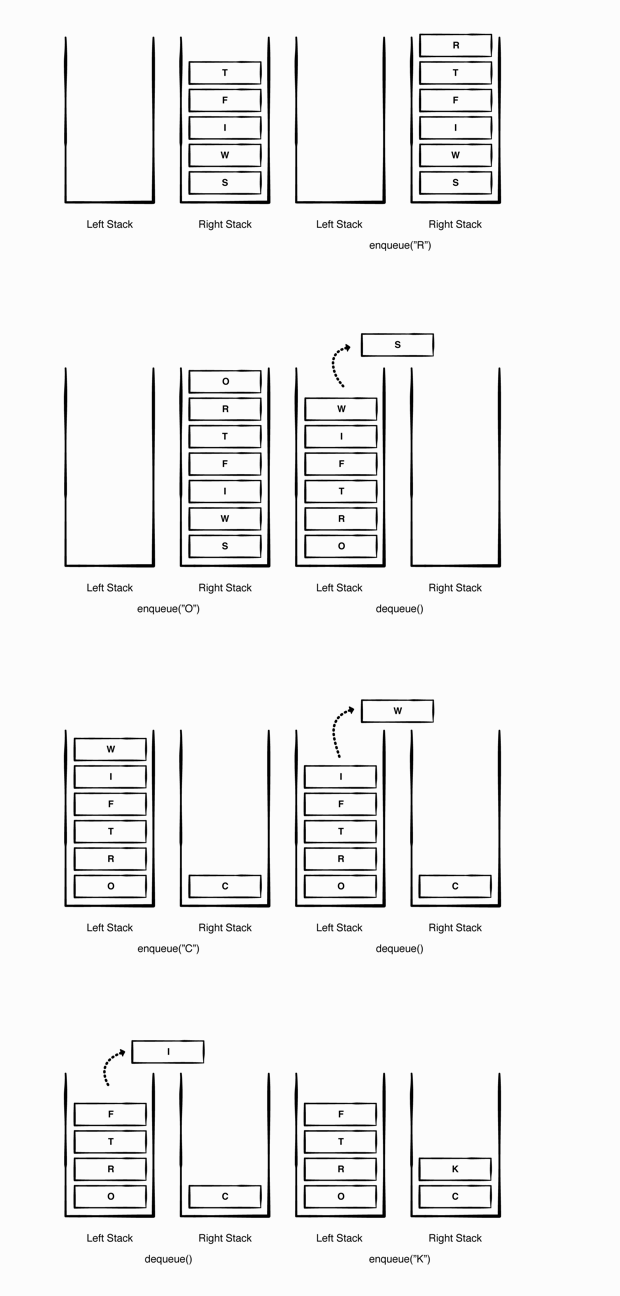 T
F
I
W
S
Left Stack
Right Stack
R
T
F
I
W
S
Left Stack
Right Stack
enqueue("R")
O
R
T
F
I
W
S
Left Stack
Right Stack
enqueue("O")
S
W
I
F
T
R
O
Left Stack
Right Stack
dequeue()
W
I
F
T
R
O
C
Left Stack
Right Stack
enqueue("C")
W
I
F
T
R
O
C
Left Stack
Right Stack
dequeue()
I
F
T
R
O
C
Left Stack
Right Stack
dequeue()
F
T
R
O
K
C
Left Stack
Right Stack
enqueue("K")